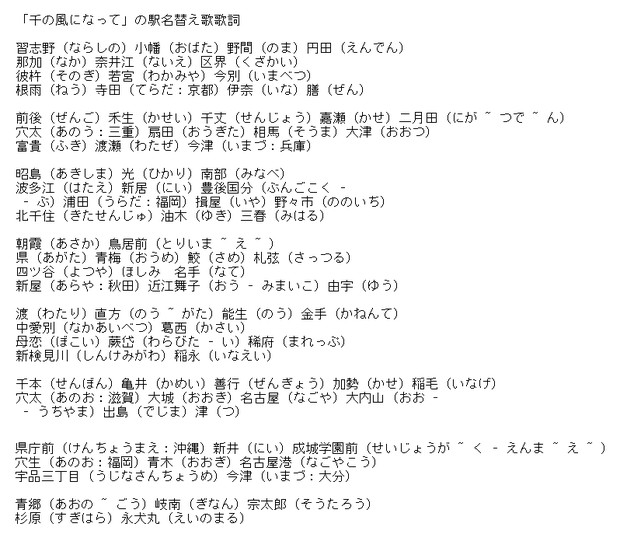 「千の風になって」の駅名替え歌歌詞
習志野（ならしの）小幡（おばた）野間（のま）円田（えんでん）
那加（なか）奈井江（ないえ）区界（くざかい）
彼杵（そのぎ）若宮（わかみや）今別（いまべつ）
根雨（ねう）寺田（てらだ：京都）伊奈（いな）膳（ぜん）
前後（ぜんご）禾生（かせい）千丈（せんじょう）嘉瀬（かせ）二月田（にが ~ つで ~ ん）
穴太（あのう：三重）扇田（おうぎた）相馬（そうま）大津（おおつ）
富貴（ふき）渡瀬（わたぜ）今津（いまづ：兵庫）
昭島（あきしま）光（ひかり）南部（みなべ）
波多江（はたえ）新居（にい）豊後国分（ぶんごこく -
- ぶ）浦田（うらだ：福岡）揖屋（いや）野々市（ののいち）
北千住（きたせんじゅ）油木（ゆき）三春（みはる）
朝霞（あさか）鳥居前（とりいま ~ え ~ ）
県（あがた）青梅（おうめ）鮫（さめ）札弦（さっつる）
四ツ谷（よつや）ほしみ　名手（なて）
新屋（あらや：秋田）近江舞子（おう - みまいこ）由宇（ゆう）
渡（わたり）直方（のう ~ がた）能生（のう）金手（かねんて）
中愛別（なかあいべつ）葛西（かさい）
母恋（ぼこい）蕨岱（わらびた - い）稀府（まれっぷ）
新検見川（しんけみがわ）稲永（いなえい）
千本（せんぼん）亀井（かめい）善行（ぜんぎょう）加勢（かせ）稲毛（いなげ）
穴太（あのお：滋賀）大城（おおぎ）名古屋（なごや）大内山（おお -
- うちやま）出島（でじま）津（つ）
県庁前（けんちょうまえ：沖縄）新井（にい）成城学園前（せいじょうが ~ く - えんま ~ え ~ ）
穴生（あのお：福岡）青木（おおぎ）名古屋港（なごやこう）
宇品三丁目（うじなさんちょうめ）今津（いまづ：大分）
青郷（あおの ~ ごう）岐南（ぎなん）宗太郎（そうたろう）
杉原（すぎはら）永犬丸（えいのまる）